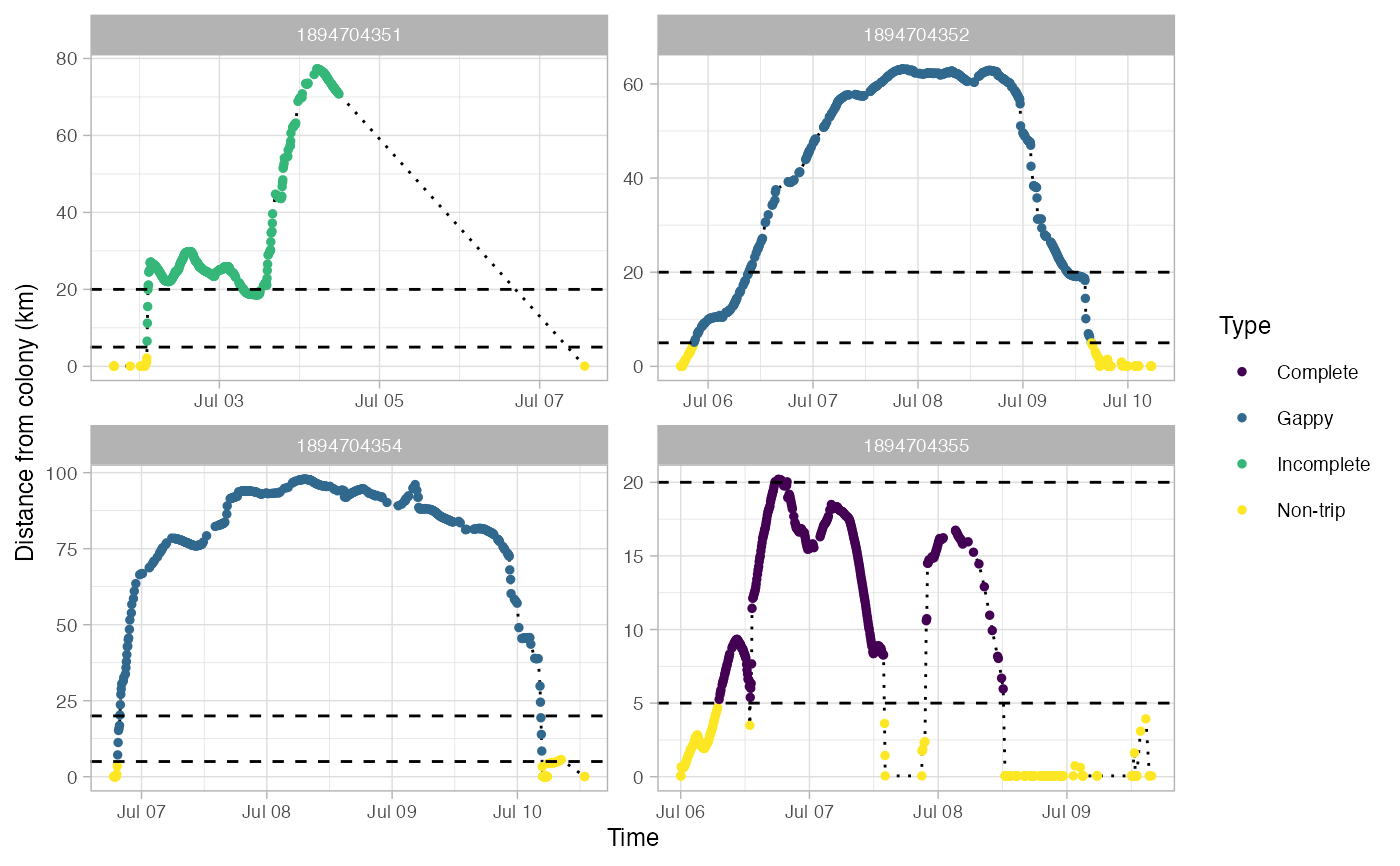 1894704351
1894704352
80
60
40
20
0
60
40
20
0
Jul 03
Jul 05
Jul 07
Jul 06
Jul 07
Jul 08
Jul 09
Jul 10
Distance from colony (km)
Type
Complete
Gappy
Incomplete
Non-trip
1894704354
1894704355
100
75
50
25
0
20
15
10
5
0
Jul 07
Jul 08
Jul 09
Jul 10
Jul 06
Jul 07
Jul 08
Jul 09
Time